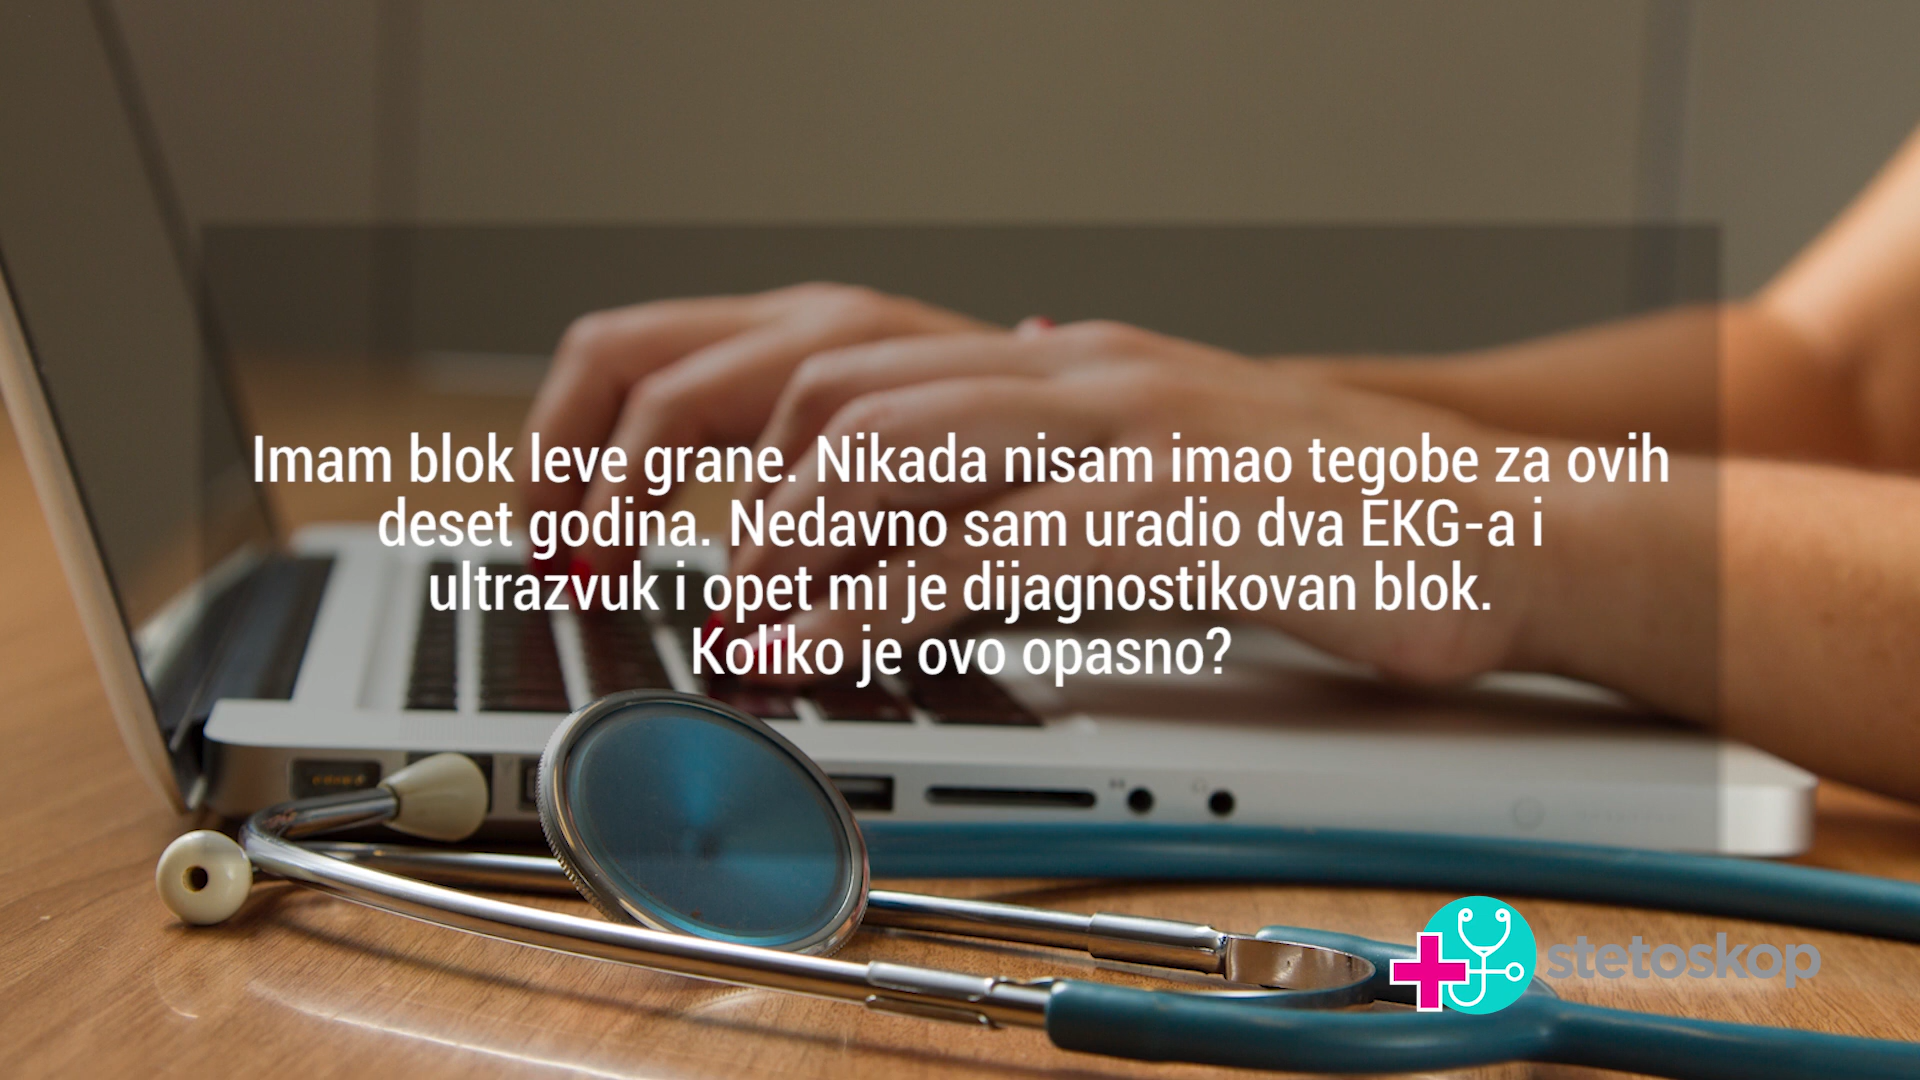 Imam blok leve grane. Nikada nisam imao tegobe za ovih
deset godina. Nedavno sam uradio dva EKG-a i
ultrazvuk i opet mi je dijagnostikovan blok.
Koliko je ovo opasno?
stetoskop